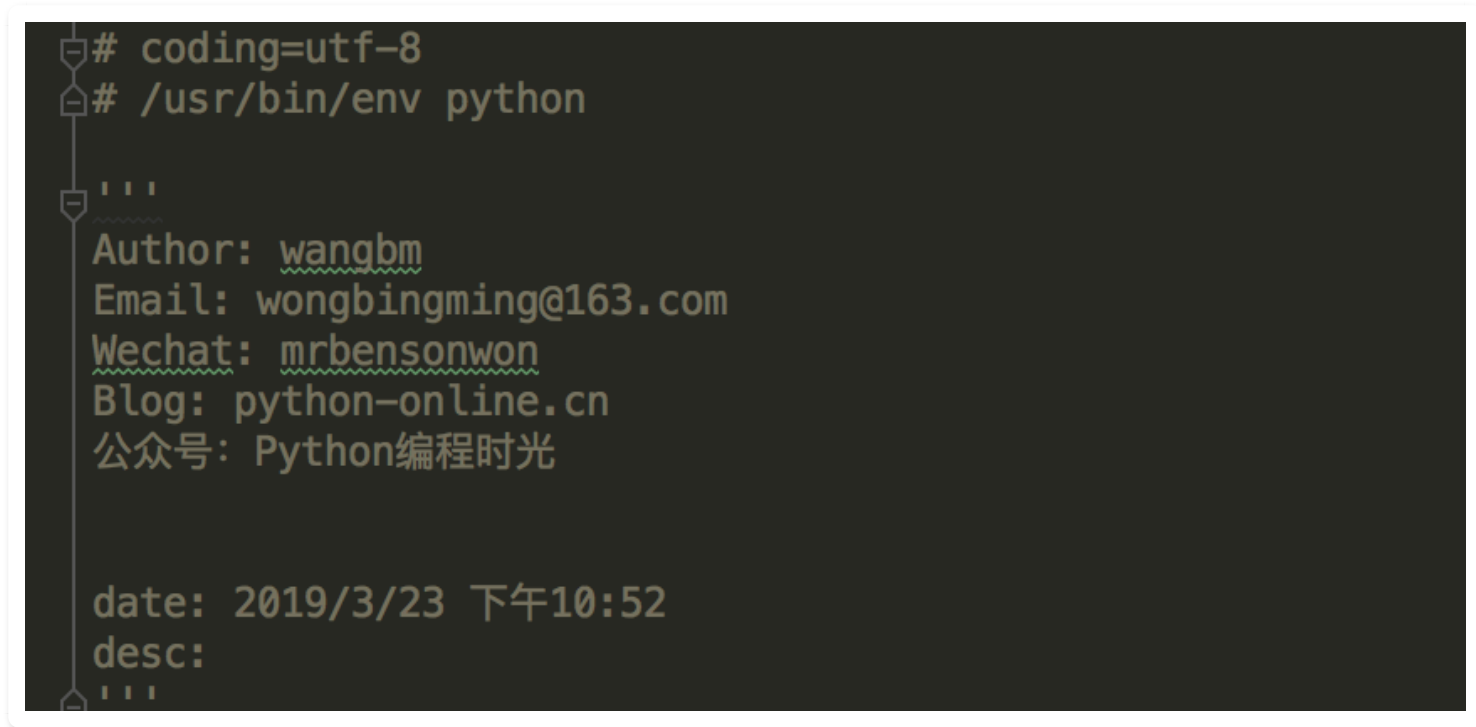 # coding=utf-8
# /usr/bin/env python
'''
Author: wangbm
Email: wongbingming@163.com
Wechat: mrbensonwon
Blog: python-online.cn
公众号：Python编程时光
date: 2019/3/23 下午10:52
desc:
'''